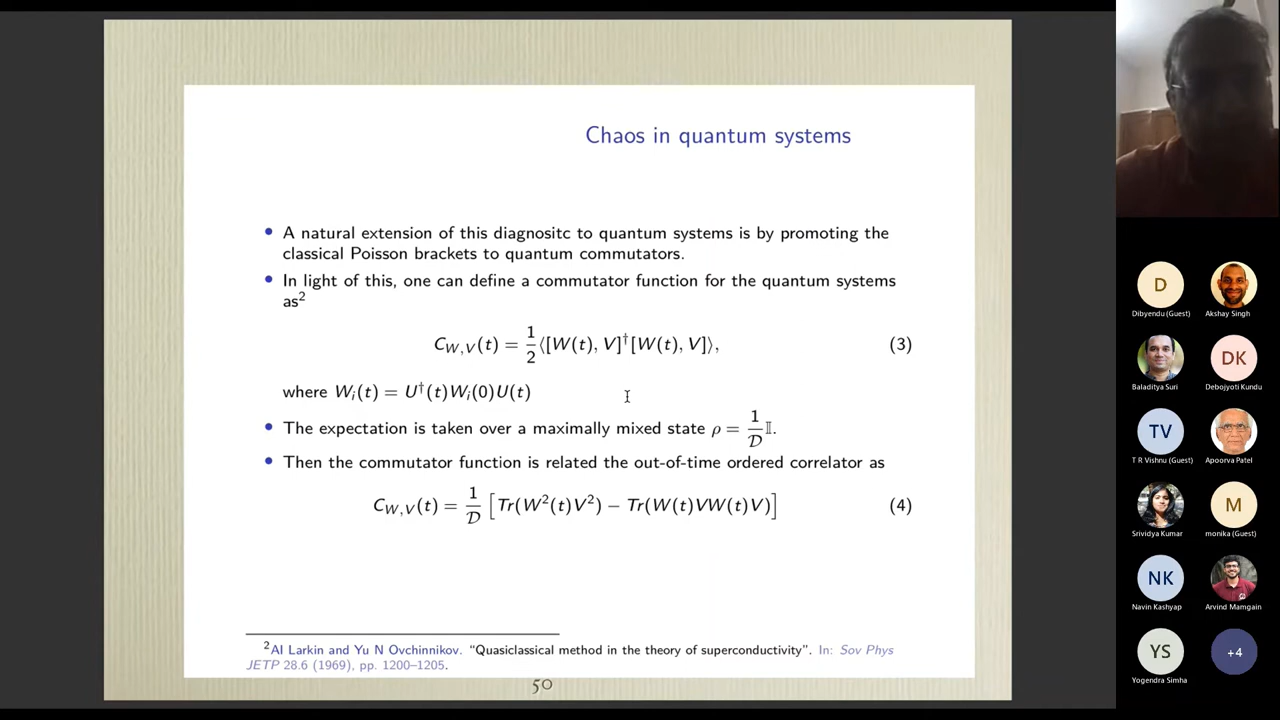 Chaos in quantum systems
• A natural extension of this diagnositc to quantum systems is by promoting the
classical Poisson brackets to quantum commutators.
• In light of this, one can define a commutator function for the quantum systems
as²
C_{W,V}(t) = 1/2 ⟨[W(t), V]†[W(t), V]⟩, (3)
where W_i(t) = U†(t)W_i(0)U(t)
• The expectation is taken over a maximally mixed state ρ = 1/𝒟 𝕀.
• Then the commutator function is related the out-of-time ordered correlator as
C_{W,V}(t) = 1/𝒟 [Tr(W²(t)V²) − Tr(W(t)VW(t)V)] (4)
²AI Larkin and Yu N Ovchinnikov. “Quasiclassical method in the theory of superconductivity”. In: Sov Phys
JETP 28.6 (1969), pp. 1200–1205.
50
D
Dibyendu (Guest)
Akshay Singh
Baladitya Suri
DK
Debojyoti Kundu
TV
T R Vishnu (Guest)
Apoorva Patel
Srividya Kumar
M
monika (Guest)
NK
Navin Kashyap
Arvind Mamgain
YS
Yogendra Simha
+4